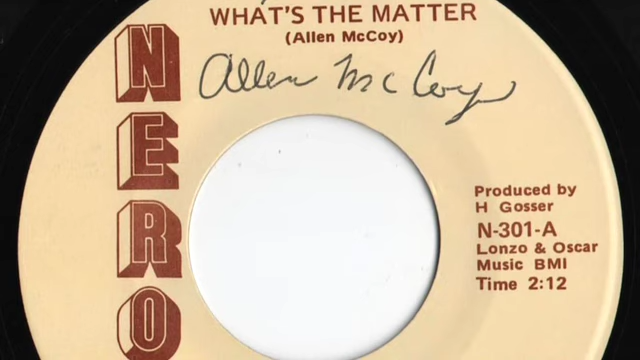 WHAT'S THE MATTER
(Allen McCoy)
Allen McCoy
NERO
Produced by
H Gosser
N-301-A
Lonzo & Oscar
Music BMI
Time 2:12